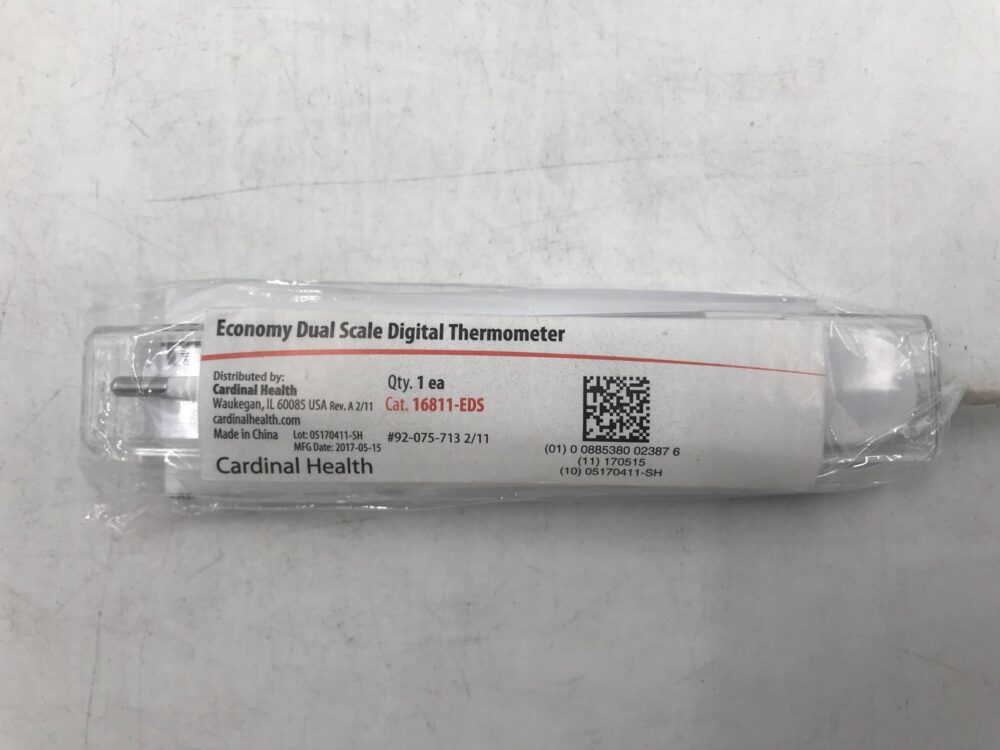 Economy Dual Scale Digital Thermometer
Distributed by:
Cardinal Health
Waukegan, IL 60085 USA Rev. A 2/11
cardinalhealth.com
Made in China Lot: 05170411-SH
MFG Date: 2017-05-15
Cardinal Health
Qty. 1 ea
Cat. 16811-EDS
#92-075-713 2/11
(01) 0 0885380 02387 6
(11) 170515
(10) 05170411-SH